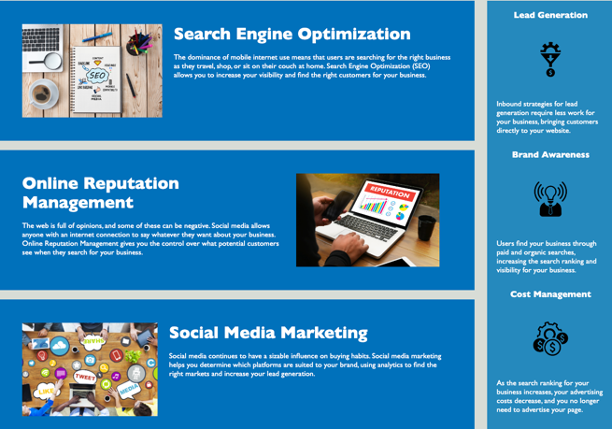 Search Engine Optimization
The dominance of mobile internet use means that users are searching for the right business
as they travel, shop, or sit on their couch at home. Search Engine Optimization (SEO)
allows you to increase your visibility and find the right customers for your business.
SEO
Online Reputation
Management
The web is full of opinions, and some of these can be negative. Social media allows
anyone with an internet connection to say whatever they want about your business.
Online Reputation Management gives you the control over what potential customers
see when they search for your business.
REPUTATION
Social Media Marketing
Social media continues to have a sizable influence on buying habits. Social media marketing
helps you determine which platforms are suited to your brand, using analytics to find the
right markets and increase your lead generation.
SHARE
TWEET
LIKE
MEDIA
Lead Generation
Inbound strategies for lead
generation require less work for
your business, bringing customers
directly to your website.
Brand Awareness
Users find your business through
paid and organic searches,
increasing the search ranking and
visibility for your business.
Cost Management
As the search ranking for your
business increases, your advertising
costs decrease, and you no longer
need to advertise your page.